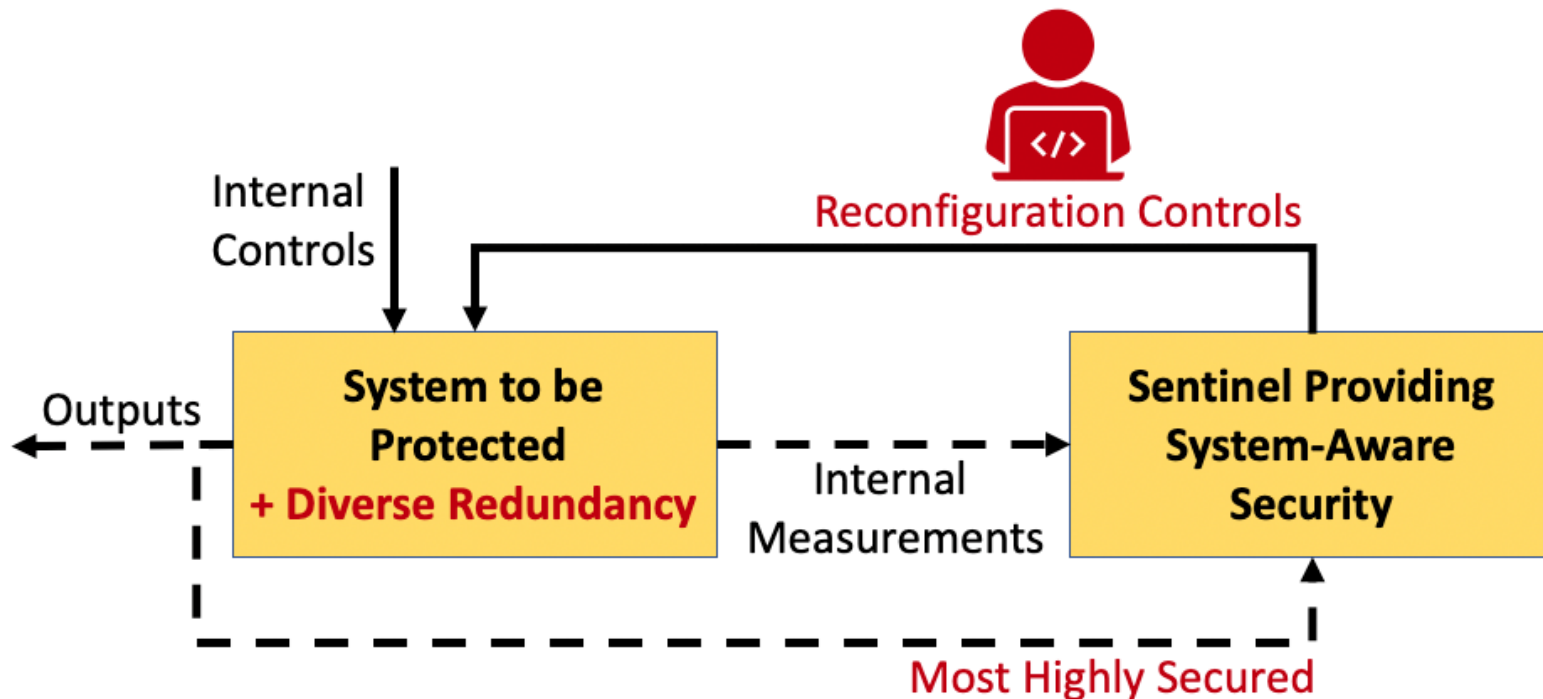 </>
Internal
Controls
Reconfiguration Controls
Outputs
System to be
Protected
+ Diverse Redundancy
Internal
Measurements
Sentinel Providing
System-Aware
Security
Most Highly Secured